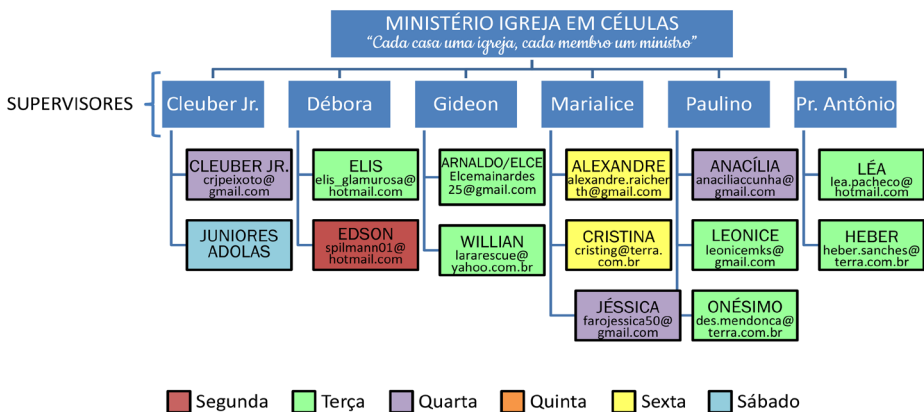 MINISTÉRIO IGREJA EM CÉLULAS
“Cada casa uma igreja, cada membro um ministro”
SUPERVISORES
Cleuber Jr.
Débora
Gideon
Marialice
Paulino
Pr. Antônio
CLEUBER JR.
crjpeixoto@
gmail.com
ELIS
elis_glamurosa@
hotmail.com
ARNALDO/ELCE
Elcemainardes
25@gmail.com
ALEXANDRE
alexandre.raicher
th@gmail.com
ANACÍLIA
anaciliaccunha@
gmail.com
LÉA
lea.pacheco@
hotmail.com
JUNIORES
ADOLAS
EDSON
spilmann01@
hotmail.com
WILLIAN
lararescue@
yahoo.com.br
CRISTINA
cristing@terra.
com.br
LEONICE
leonicemks@
gmail.com
HEBER
heber.sanches@
terra.com.br
JÉSSICA
farojessica50@
gmail.com
ONÉSIMO
des.mendonca@
terra.com.br
Segunda
Terça
Quarta
Quinta
Sexta
Sábado